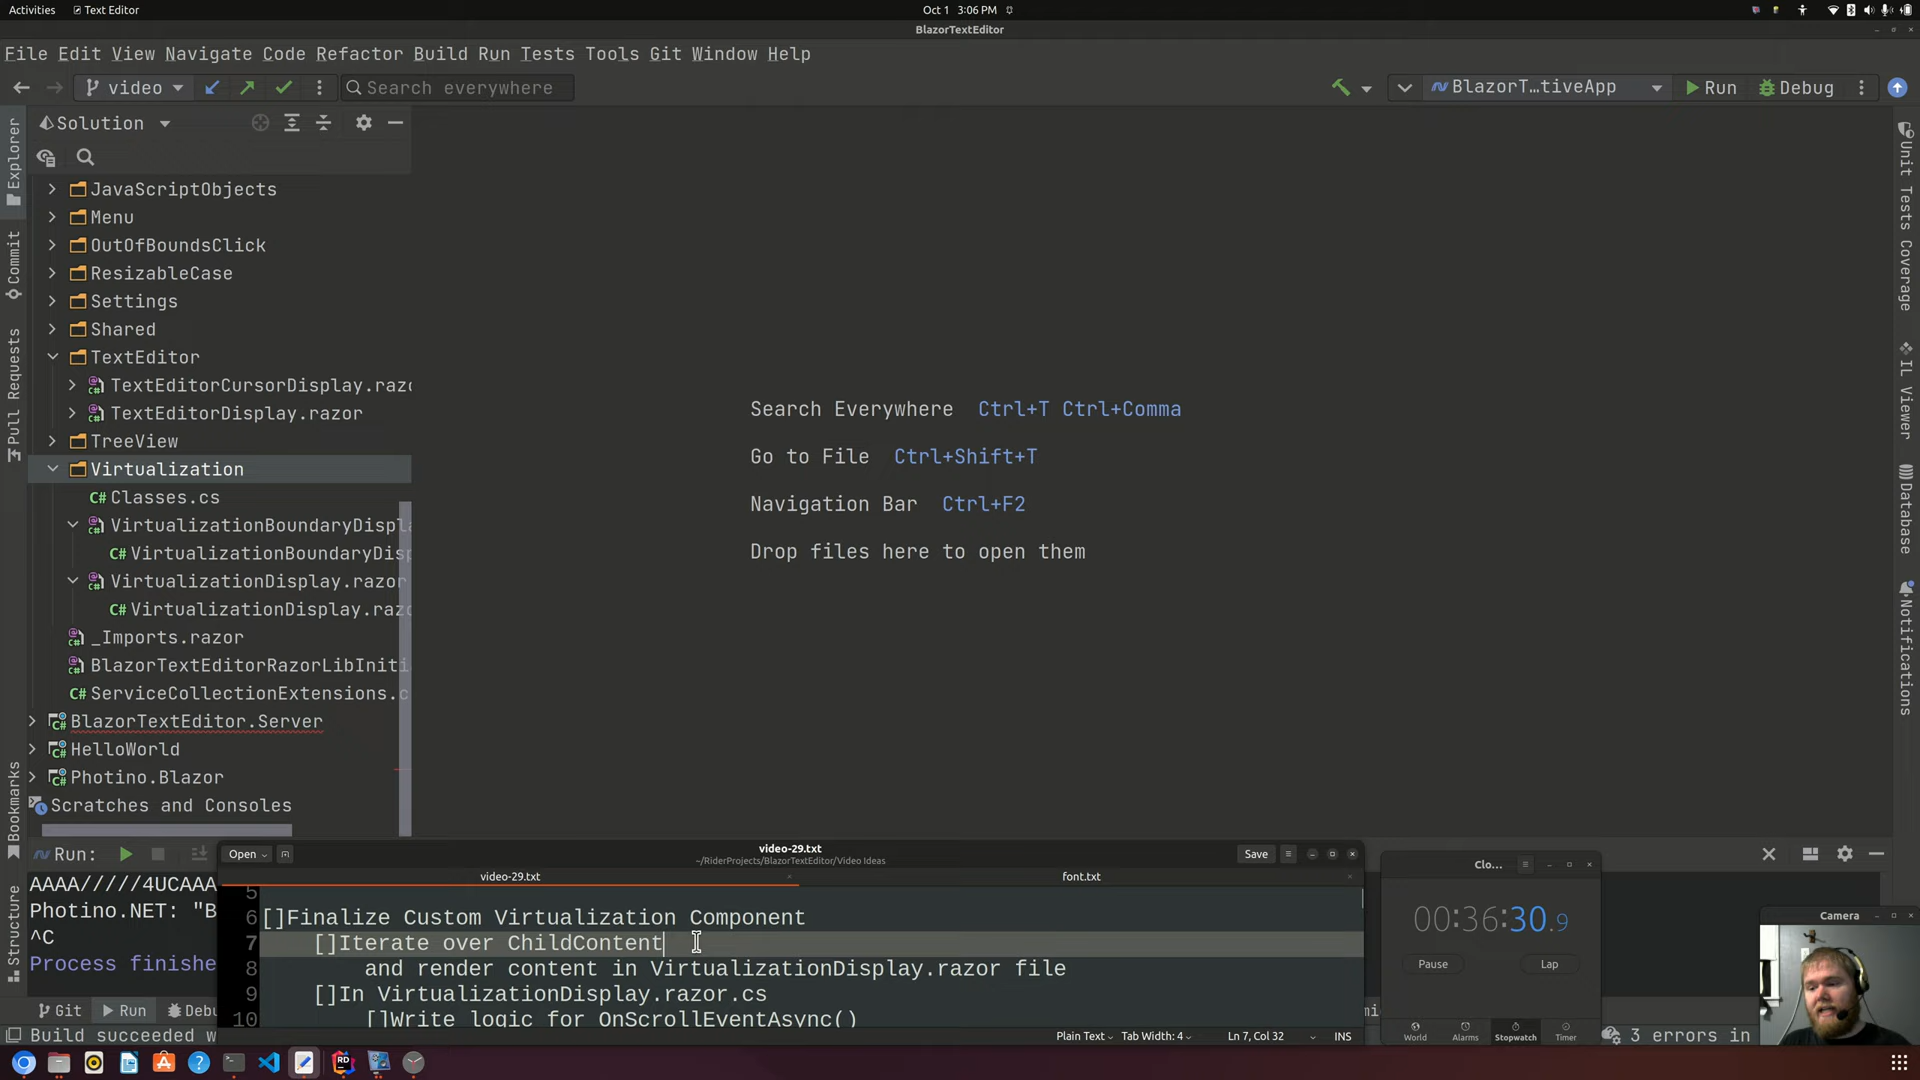 Activities Text Editor Oct 1 3:06 PM
BlazorTextEditor
File Edit View Navigate Code Refactor Build Run Tests Tools Git Window Help
video Search everywhere BlazorT...tiveApp Run Debug
Solution
Explorer
Commit
Pull Requests
Bookmarks
Structure
JavaScriptObjects
Menu
OutOfBoundsClick
ResizableCase
Settings
Shared
TextEditor
TextEditorCursorDisplay.razo
TextEditorDisplay.razor
TreeView
Virtualization
C# Classes.cs
VirtualizationBoundaryDispl
C# VirtualizationBoundaryDis
VirtualizationDisplay.razor
C# VirtualizationDisplay.raz
_Imports.razor
BlazorTextEditorRazorLibIniti
C# ServiceCollectionExtensions.c
BlazorTextEditor.Server
HelloWorld
Photino.Blazor
Scratches and Consoles
Search Everywhere Ctrl+T Ctrl+Comma
Go to File Ctrl+Shift+T
Navigation Bar Ctrl+F2
Drop files here to open them
Unit Tests Coverage
IL Viewer
Database
Notifications
Run:
AAAA/////4UCAAA
Photino.NET: "B
^C
Process finishe
Git Run Debu
Build succeeded w
3 errors in
Open video-29.txt Save
~/RiderProjects/BlazorTextEditor/Video Ideas
video-29.txt font.txt
5
6 []Finalize Custom Virtualization Component
7 []Iterate over ChildContent
8 and render content in VirtualizationDisplay.razor file
9 []In VirtualizationDisplay.razor.cs
10 []Write logic for OnScrollEventAsync()
Plain Text Tab Width: 4 Ln 7, Col 32 INS
Clo...
00:36:30.9
Pause Lap
World Alarms Stopwatch Timer
Camera